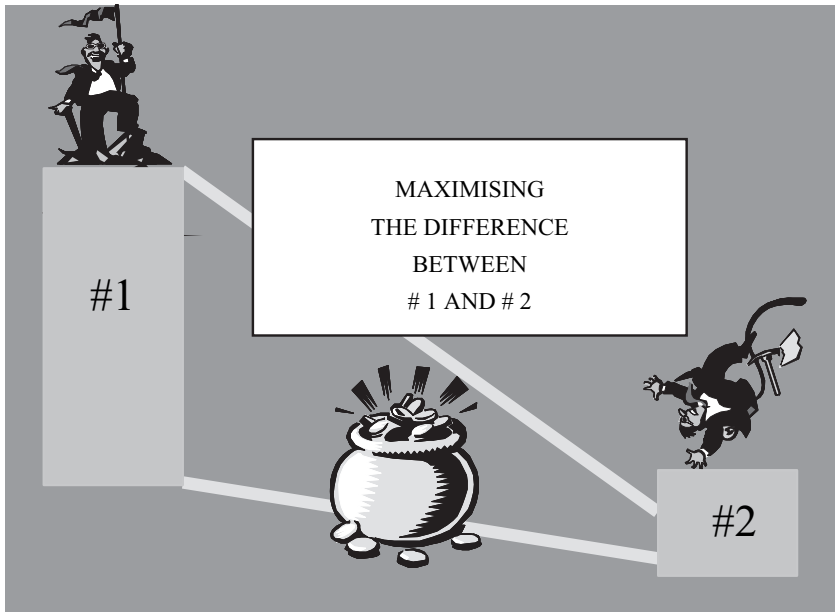 #1
MAXIMISING
THE DIFFERENCE
BETWEEN
# 1 AND # 2
#2